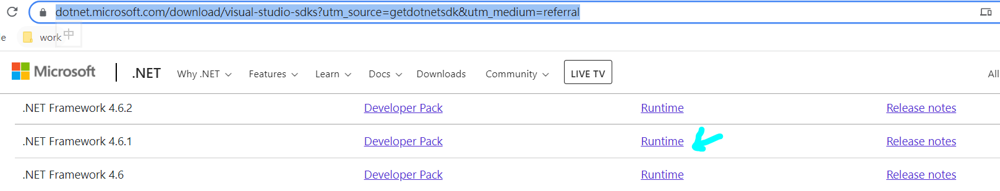 dotnet.microsoft.com/download/visual-studio-sdks?utm_source=getdotnetsdk&utm_medium=referral
le work 中
Microsoft .NET Why .NET Features Learn Docs Downloads Community LIVE TV All
.NET Framework 4.6.2 Developer Pack Runtime Release notes
.NET Framework 4.6.1 Developer Pack Runtime Release notes
.NET Framework 4.6 Developer Pack Runtime Release notes